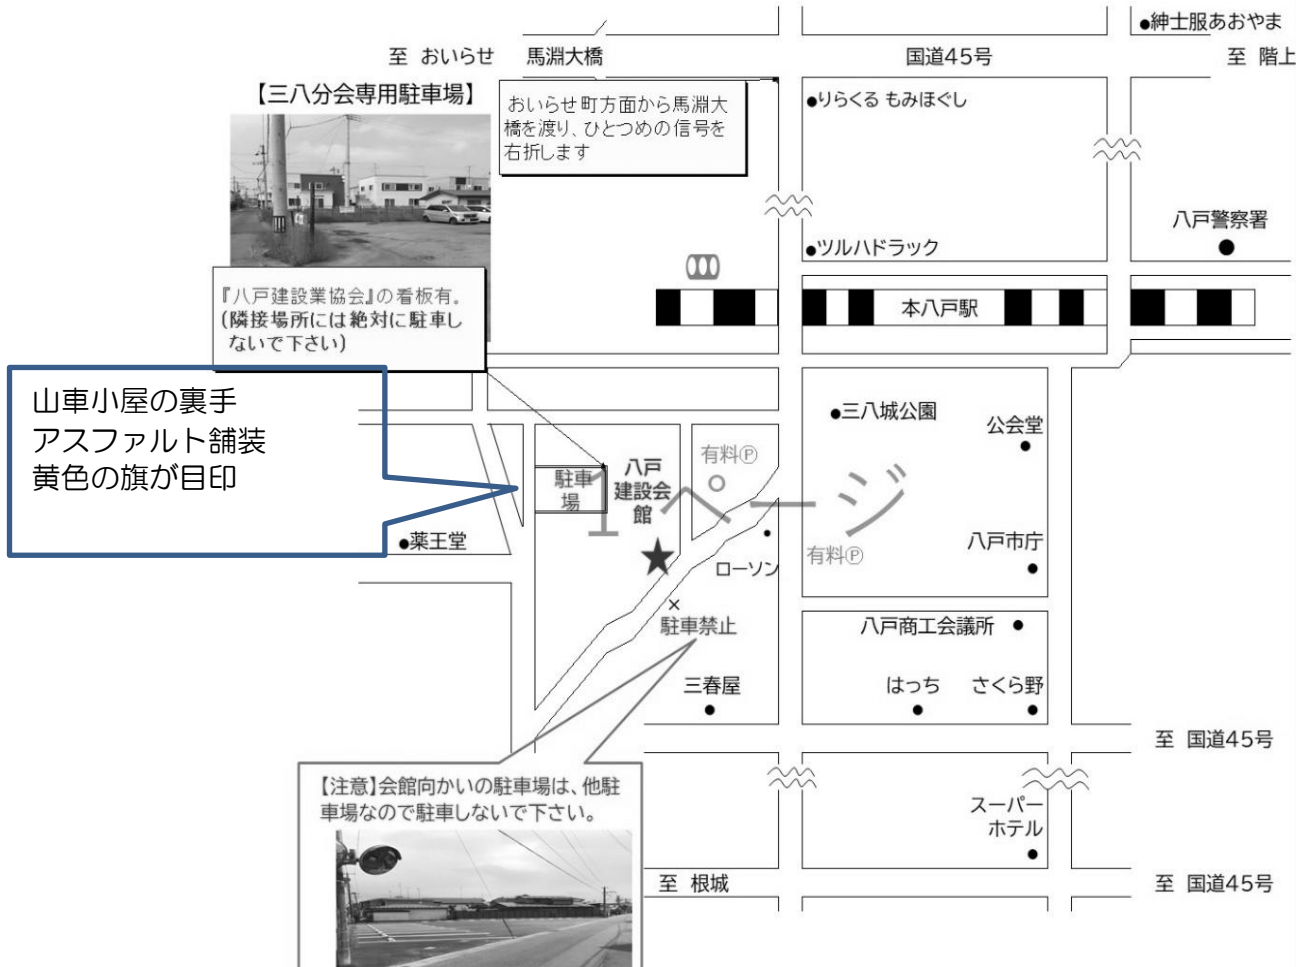 ●紳士服あおやま
至 おいらせ
馬淵大橋
国道45号
至 階上
【三八分会専用駐車場】
おいらせ町方面から馬淵大
橋を渡り、ひとつめの信号を
右折します
●りらくる もみほぐし
八戸警察署
●ツルハドラック
『八戸建設業協会』の看板有。
(隣接場所には絶対に駐車し
ないで下さい)
本八戸駅
山車小屋の裏手
アスファルト舗装
黄色の旗が目印
●三八城公園
公会堂
有料Ⓟ
八戸
建設会
館
駐車
場
1 ページ
●薬王堂
ローソン
有料Ⓟ
八戸市庁
×
駐車禁止
八戸商工会議所
三春屋
はっち
さくら野
至 国道45号
【注意】会館向かいの駐車場は、他駐
車場なので駐車しないで下さい。
スーパー
ホテル
至 根城
至 国道45号